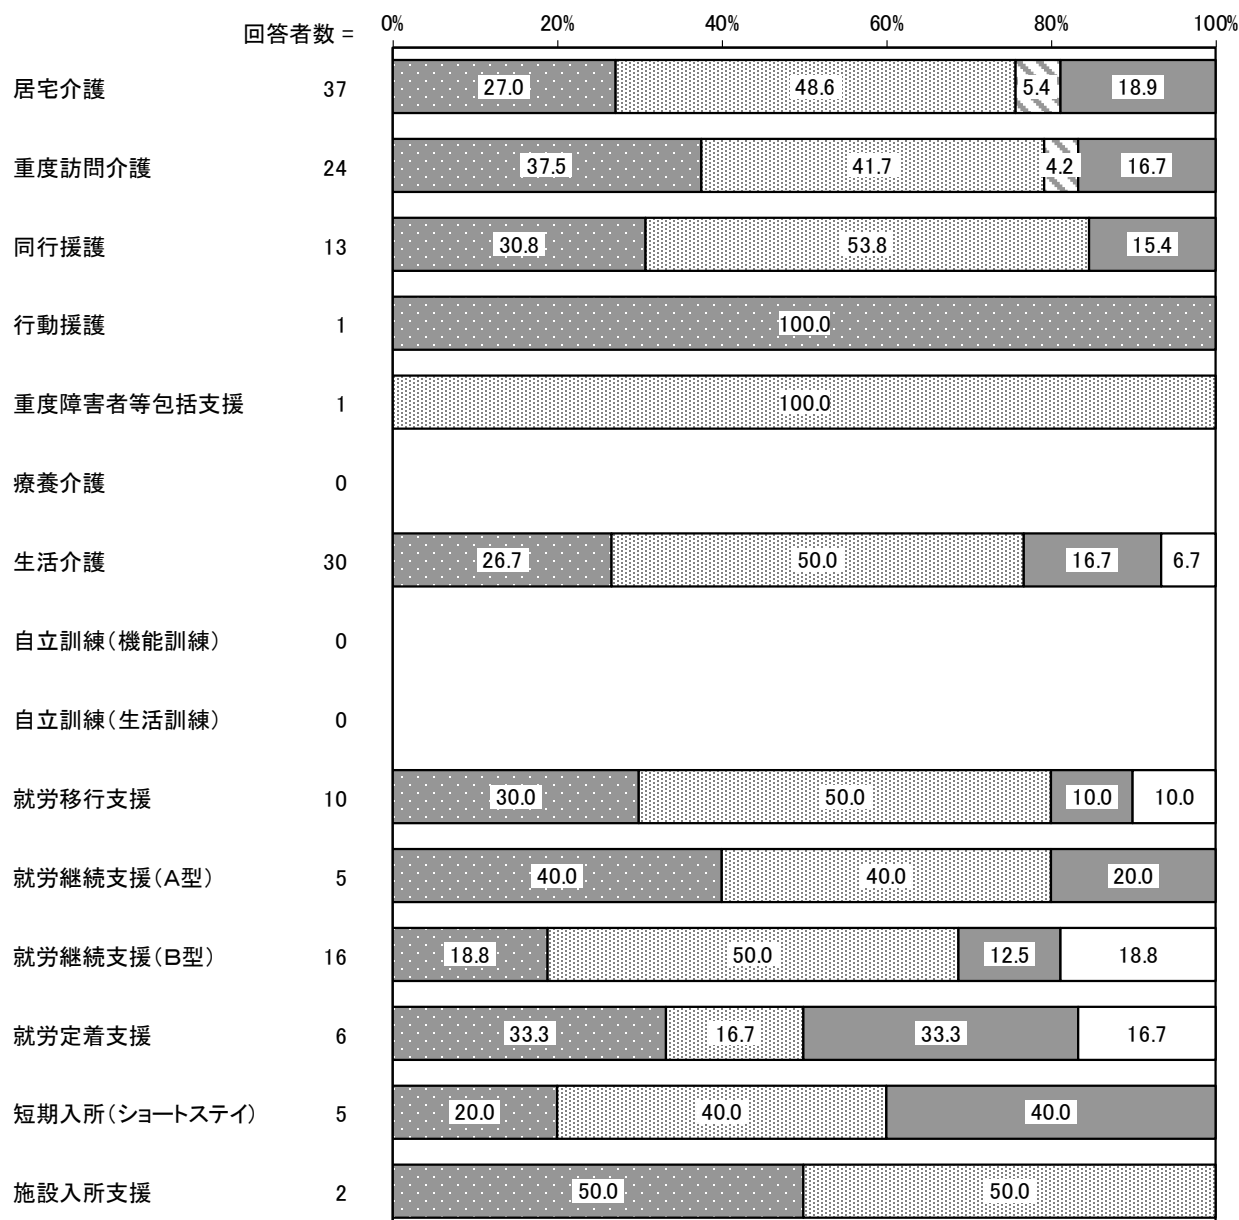 回答者数 = 0% 20% 40% 60% 80% 100%
居宅介護 37 27.0 48.6 5.4 18.9
重度訪問介護 24 37.5 41.7 4.2 16.7
同行援護 13 30.8 53.8 15.4
行動援護 1 100.0
重度障害者等包括支援 1 100.0
療養介護 0
生活介護 30 26.7 50.0 16.7 6.7
自立訓練（機能訓練） 0
自立訓練（生活訓練） 0
就労移行支援 10 30.0 50.0 10.0 10.0
就労継続支援（Ａ型） 5 40.0 40.0 20.0
就労継続支援（Ｂ型） 16 18.8 50.0 12.5 18.8
就労定着支援 6 33.3 16.7 33.3 16.7
短期入所（ショートステイ） 5 20.0 40.0 40.0
施設入所支援 2 50.0 50.0